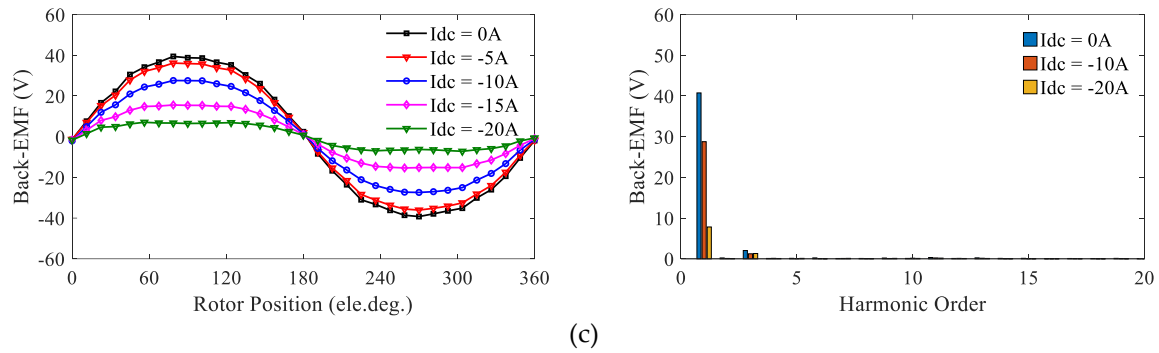 60
40
20
0
-20
-40
-60
Back-EMF (V)
Idc = 0A
Idc = -5A
Idc = -10A
Idc = -15A
Idc = -20A
0 60 120 180 240 300 360
Rotor Position (ele.deg.)
60
50
40
30
20
10
0
Back-EMF (V)
Idc = 0A
Idc = -10A
Idc = -20A
0 5 10 15 20
Harmonic Order
(c)